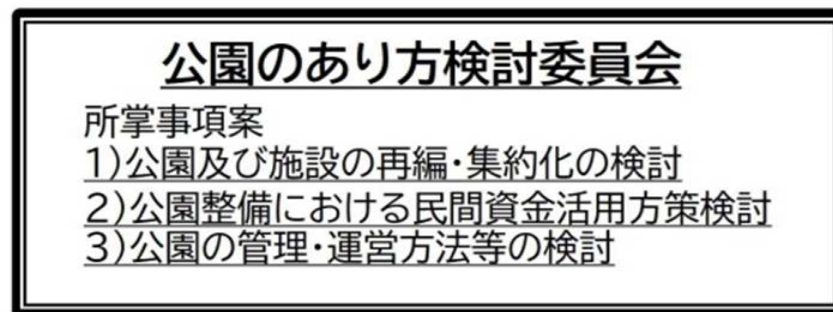 公園のあり方検討委員会
所掌事項案
1)公園及び施設の再編・集約化の検討
2)公園整備における民間資金活用方策検討
3)公園の管理・運営方法等の検討